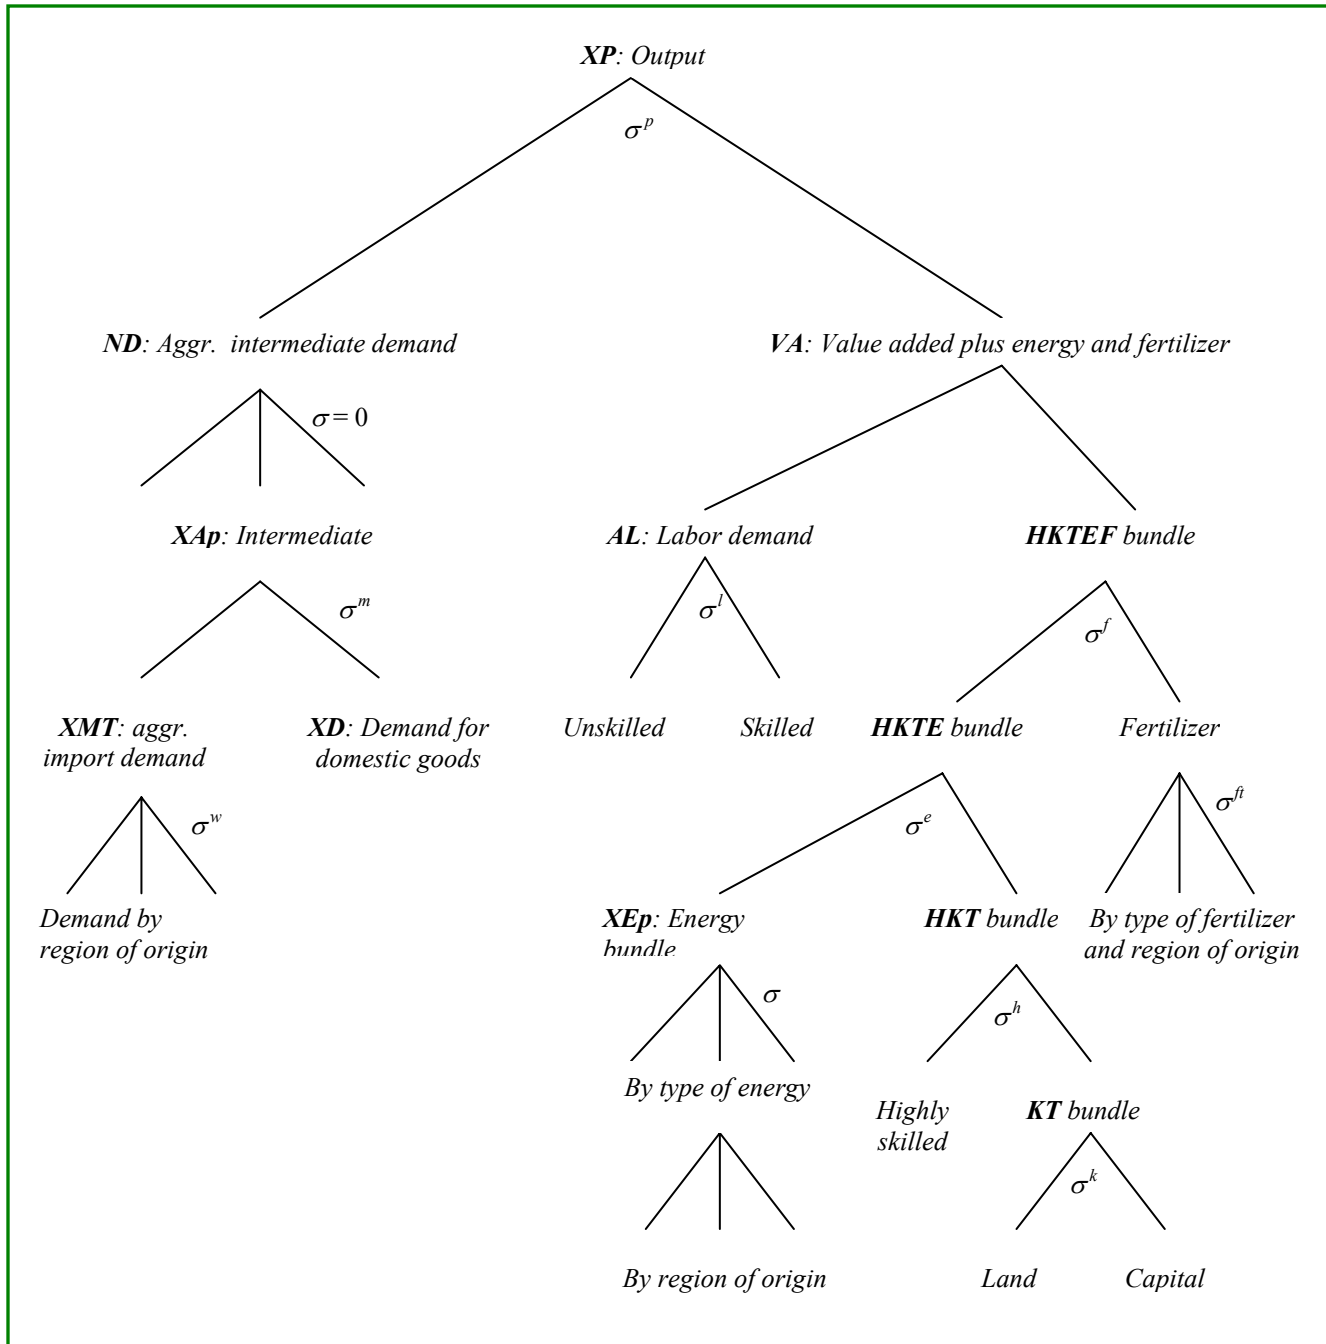 XP: Output
σ^p
ND: Aggr. intermediate demand
VA: Value added plus energy and fertilizer
σ = 0
XAp: Intermediate
AL: Labor demand
HKTEF bundle
σ^m
σ^l
σ^f
XMT: aggr.
import demand
XD: Demand for
domestic goods
Unskilled
Skilled
HKTE bundle
Fertilizer
σ^w
σ^e
σ^ft
Demand by
region of origin
XEp: Energy
bundle
HKT bundle
By type of fertilizer
and region of origin
σ
σ^h
By type of energy
Highly
skilled
KT bundle
σ^k
By region of origin
Land
Capital